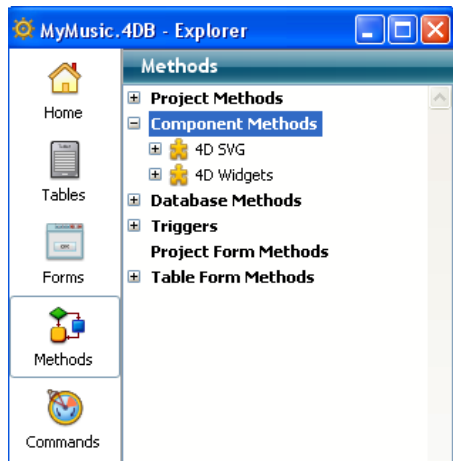 MyMusic.4DB - Explorer
Home
Tables
Forms
Methods
Commands
Methods
Project Methods
Component Methods
4D SVG
4D Widgets
Database Methods
Triggers
Project Form Methods
Table Form Methods